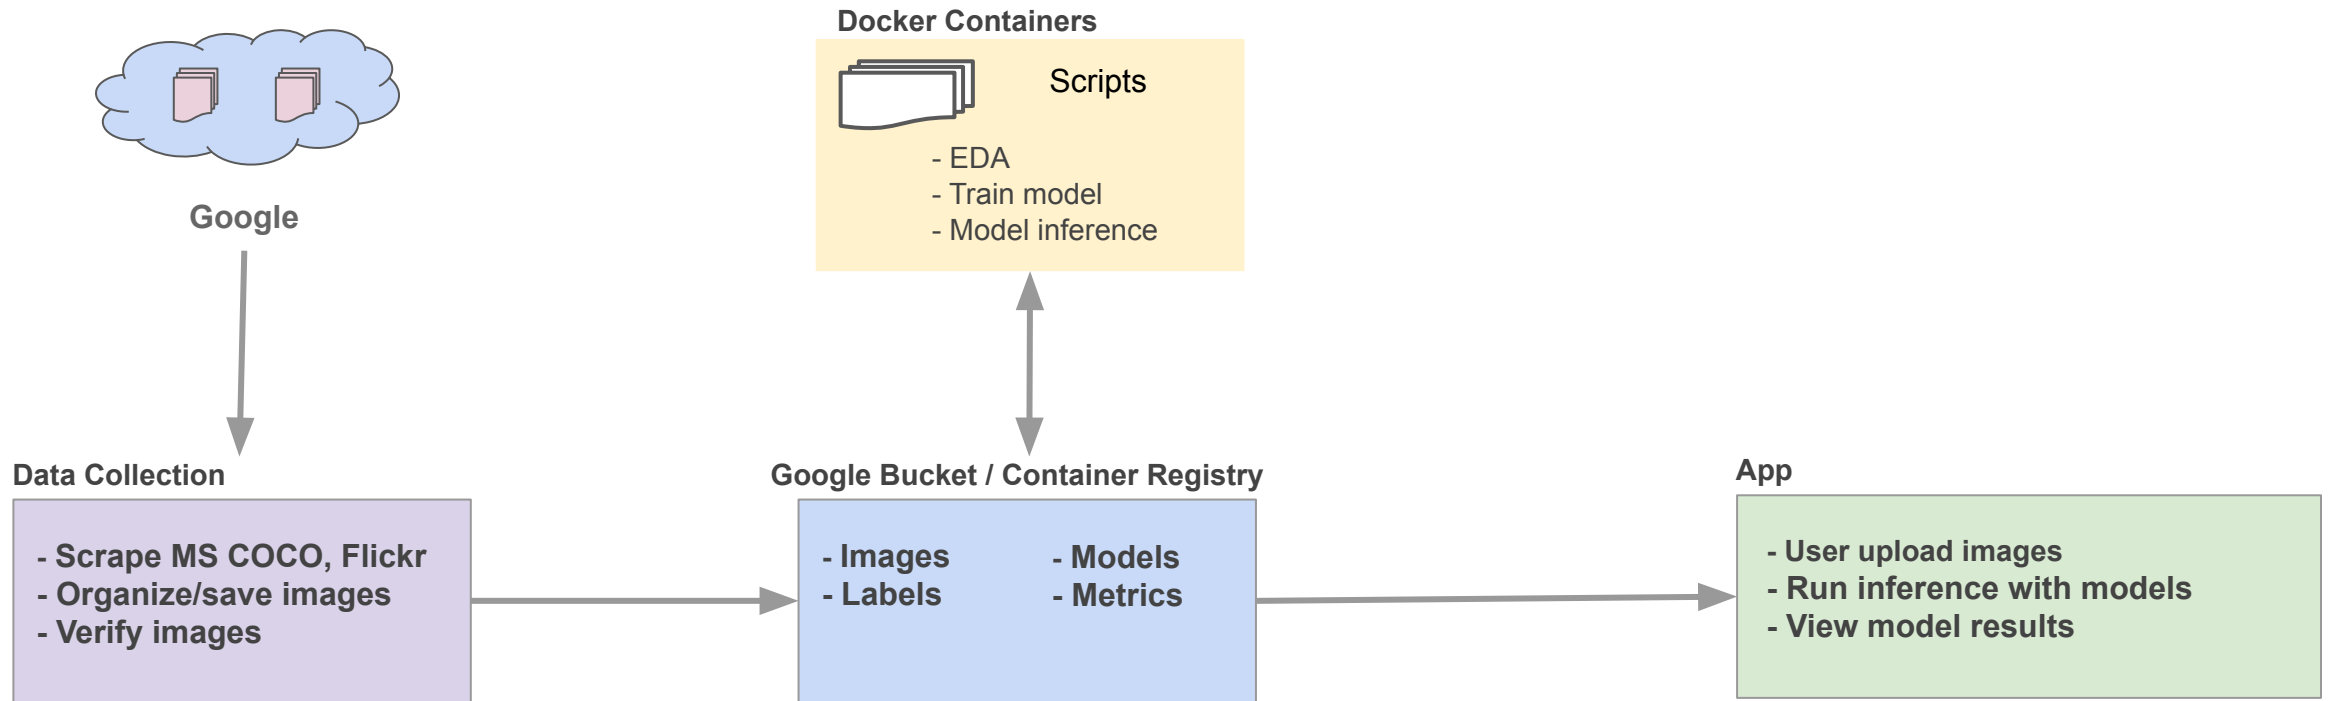 Docker Containers
Scripts
- EDA
- Train model
- Model inference
Google
Data Collection
- Scrape MS COCO, Flickr
- Organize/save images
- Verify images
Google Bucket / Container Registry
- Images
- Labels
- Models
- Metrics
App
- User upload images
- Run inference with models
- View model results